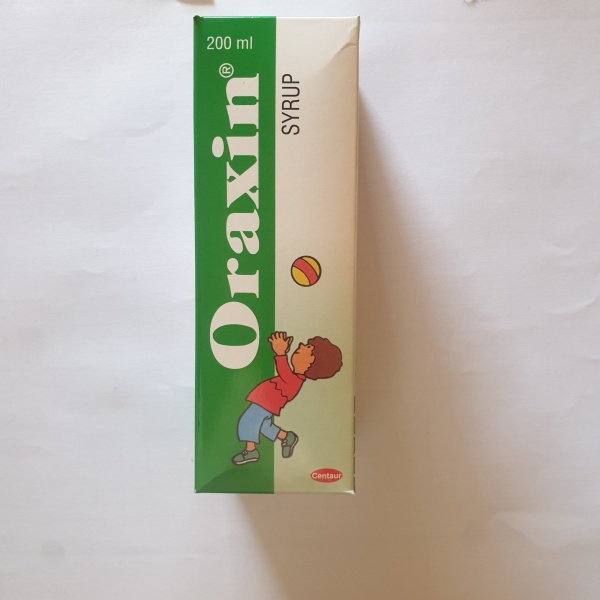 200 ml
Oraxin®
SYRUP
Centaur